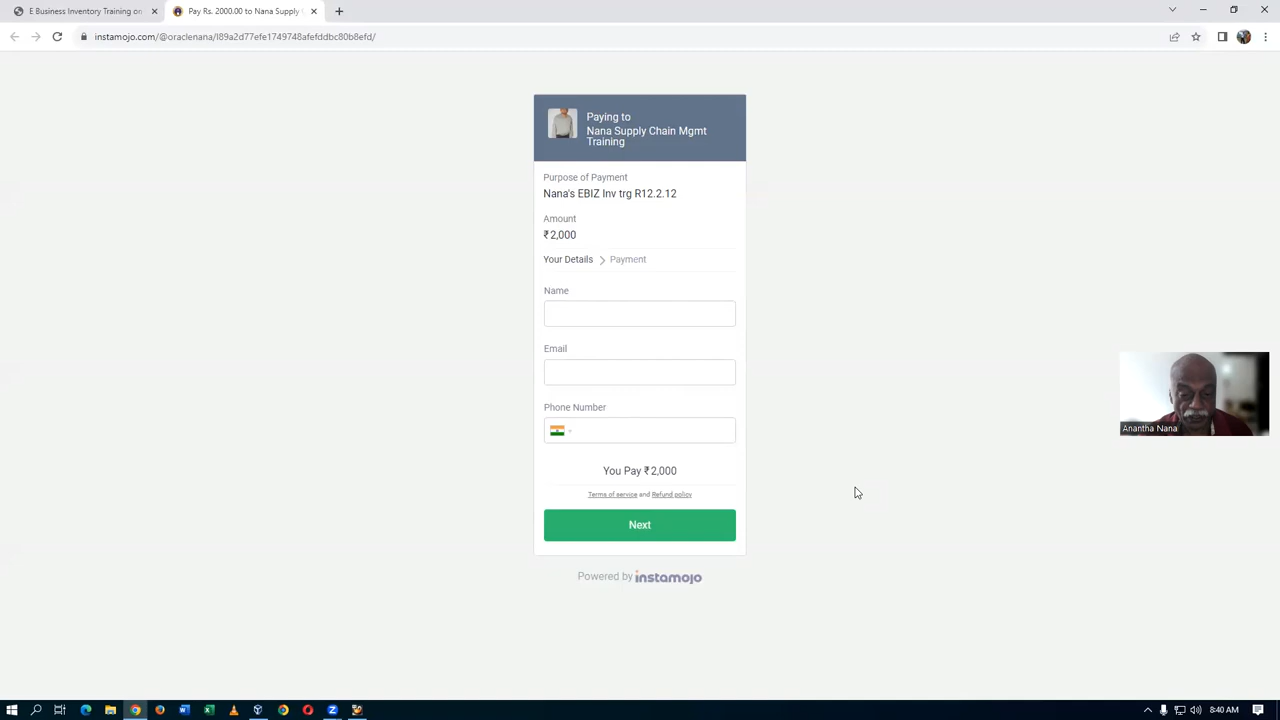 E Business Inventory Training on
Pay Rs. 2000.00 to Nana Supply C
instamojo.com/@oraclenana/l89a2d77efe1749748afefddbc80b8efd/
Paying to
Nana Supply Chain Mgmt
Training
Purpose of Payment
Nana's EBIZ Inv trg R12.2.12
Amount
₹ 2,000
Your Details
Payment
Name
Email
Phone Number
Anantha Nana
You Pay ₹ 2,000
Terms of service and Refund policy
Next
Powered by instamojo
8:40 AM